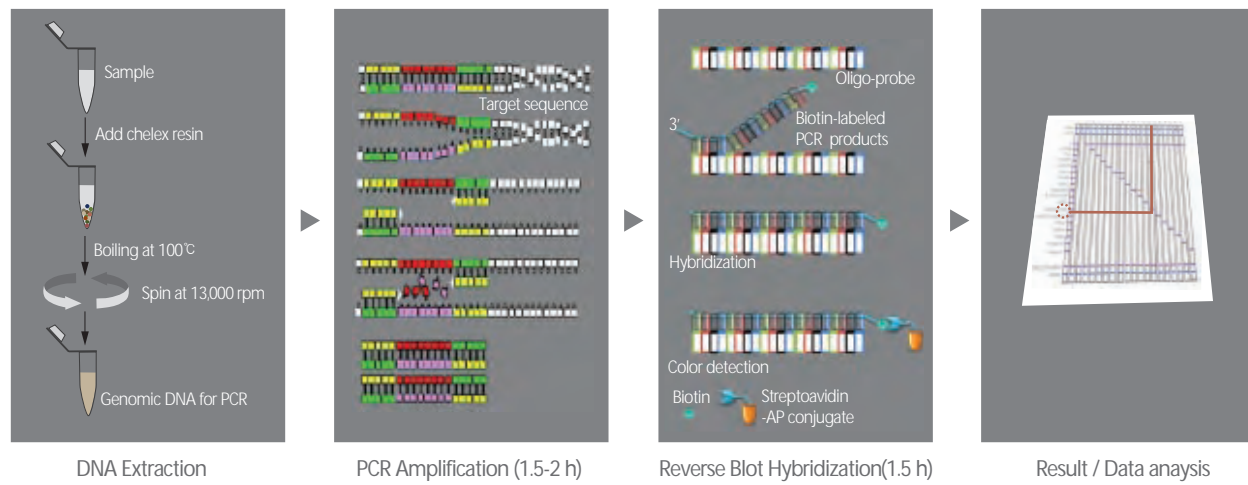 Sample
Add chelex resin
Boiling at 100℃
Spin at 13,000 rpm
Genomic DNA for PCR
DNA Extraction
Target sequence
PCR Amplification (1.5-2 h)
Oligo-probe
3'
Biotin-labeled
PCR products
Hybridization
Color detection
Biotin
Streptoavidin
-AP conjugate
Reverse Blot Hybridization(1.5 h)
Result / Data anaysis